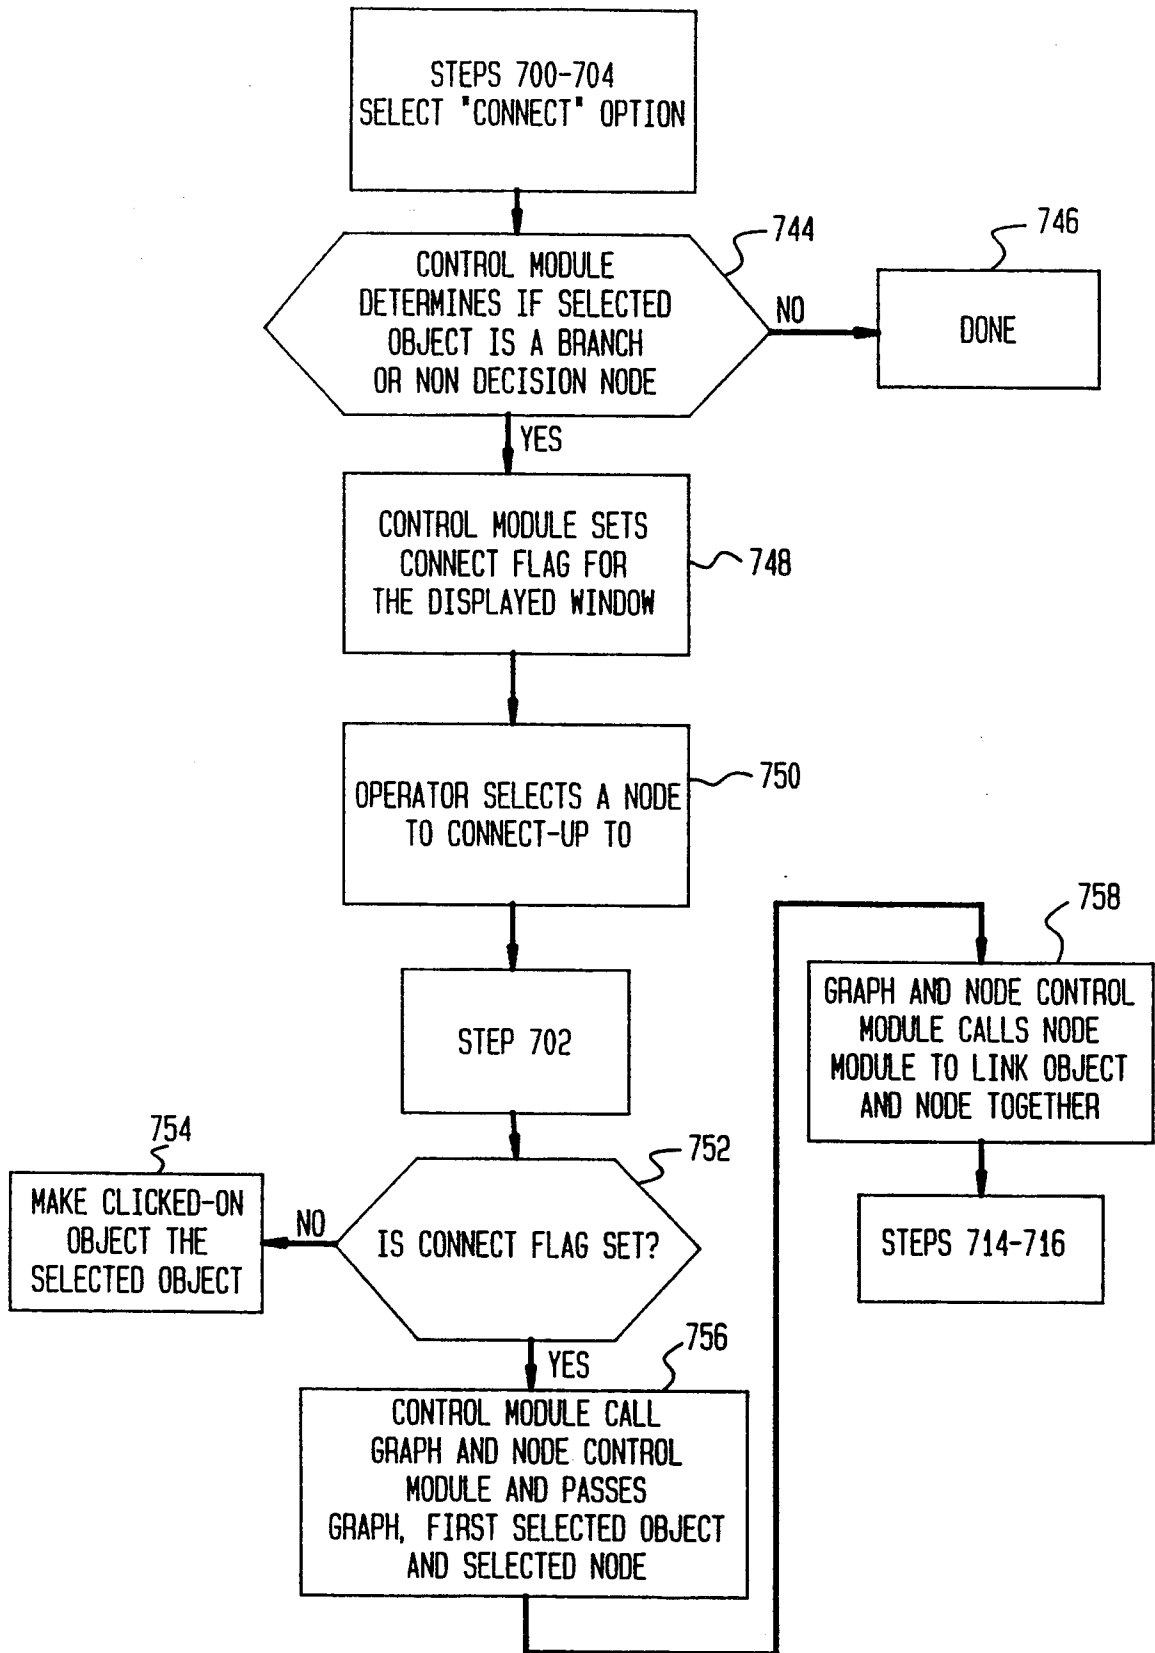 STEPS 700-704
SELECT "CONNECT" OPTION
744
CONTROL MODULE
DETERMINES IF SELECTED
OBJECT IS A BRANCH
OR NON DECISION NODE
NO
746
DONE
YES
CONTROL MODULE SETS
CONNECT FLAG FOR
THE DISPLAYED WINDOW
748
OPERATOR SELECTS A NODE
TO CONNECT-UP TO
750
STEP 702
752
IS CONNECT FLAG SET?
NO
754
MAKE CLICKED-ON
OBJECT THE
SELECTED OBJECT
YES
756
CONTROL MODULE CALL
GRAPH AND NODE CONTROL
MODULE AND PASSES
GRAPH, FIRST SELECTED OBJECT
AND SELECTED NODE
758
GRAPH AND NODE CONTROL
MODULE CALLS NODE
MODULE TO LINK OBJECT
AND NODE TOGETHER
STEPS 714-716